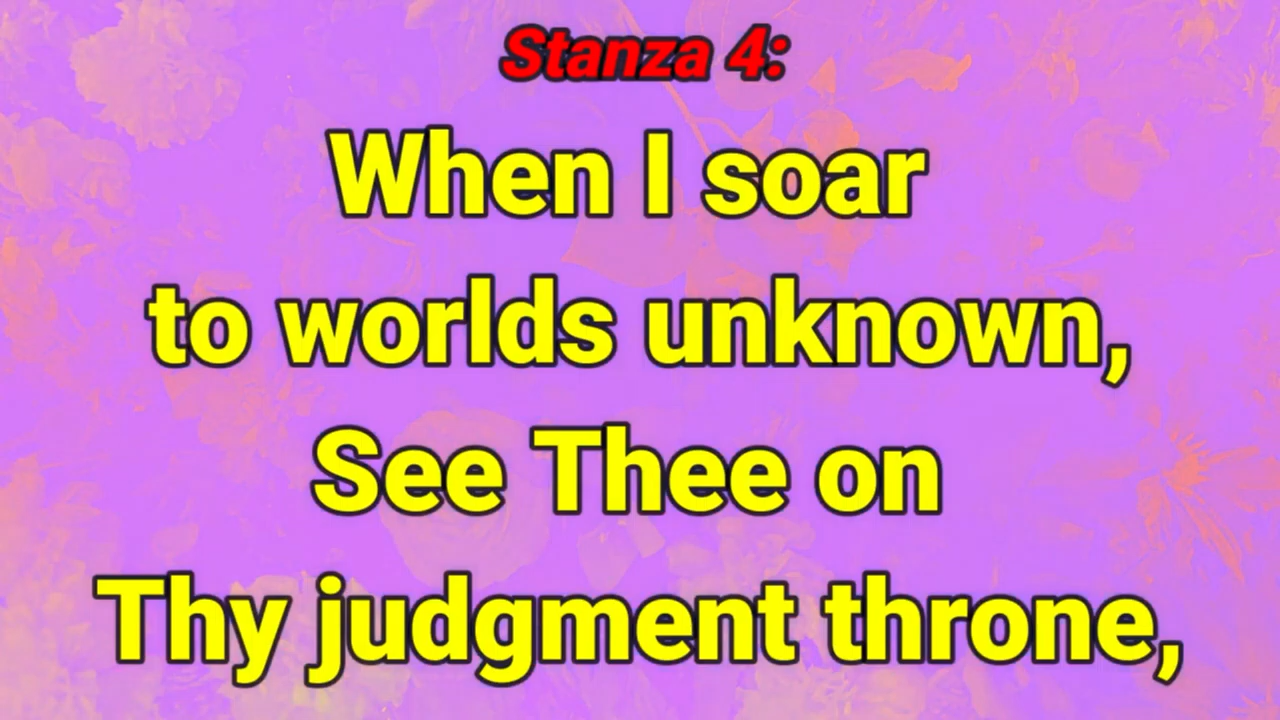 Stanza 4:
When I soar
to worlds unknown,
See Thee on
Thy judgment throne,